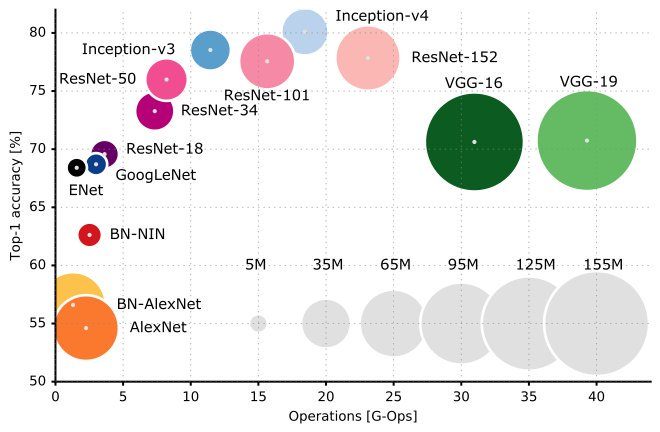 80
Inception-v4
Inception-v3
ResNet-152
ResNet-50
75
VGG-16
VGG-19
ResNet-101
ResNet-34
70
ResNet-18
GoogLeNet
ENet
Top-1 accuracy [%]
65
BN-NIN
60
5M 35M 65M 95M 125M 155M
BN-AlexNet
AlexNet
55
50
0 5 10 15 20 25 30 35 40
Operations [G-Ops]